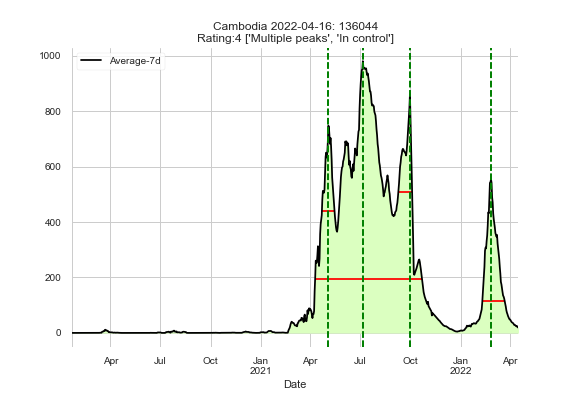 Cambodia 2022-04-16: 136044
Rating:4 ['Multiple peaks', 'In control']
Average-7d
1000
800
600
400
200
0
Apr Jul Oct Jan Apr Jul Oct Jan Apr
2021 2022
Date